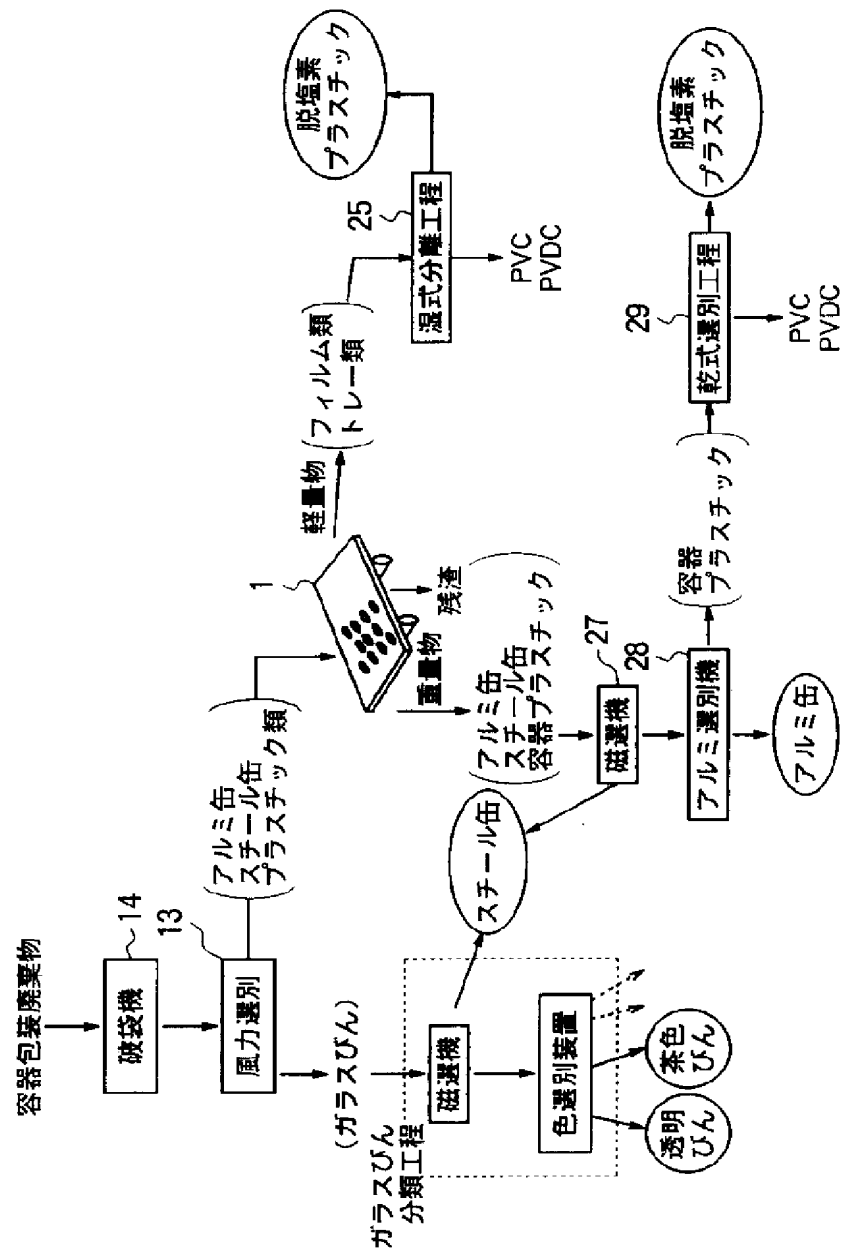 容器包装廃棄物
破袋機
14
風力選別
13
アルミ缶
スチール缶
プラスチック類
(ガラスびん)
ガラスびん
分類工程
磁選機
色選別装置
透明
びん
茶色
びん
スチール缶
1
軽量物
フィルム類
トレー類
湿式分離工程
25
脱塩素
プラスチック
PVC
PVDC
残渣
重量物
アルミ缶
スチール缶
容器プラスチック
磁選機
27
アルミ選別機
28
アルミ缶
容器
プラスチック
乾式選別工程
29
脱塩素
プラスチック
PVC
PVDC